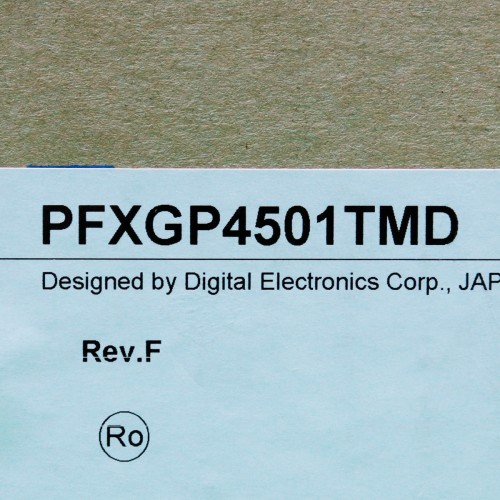 PFXGP4501TMD
Designed by Digital Electronics Corp., JAP
Rev.F
Ro